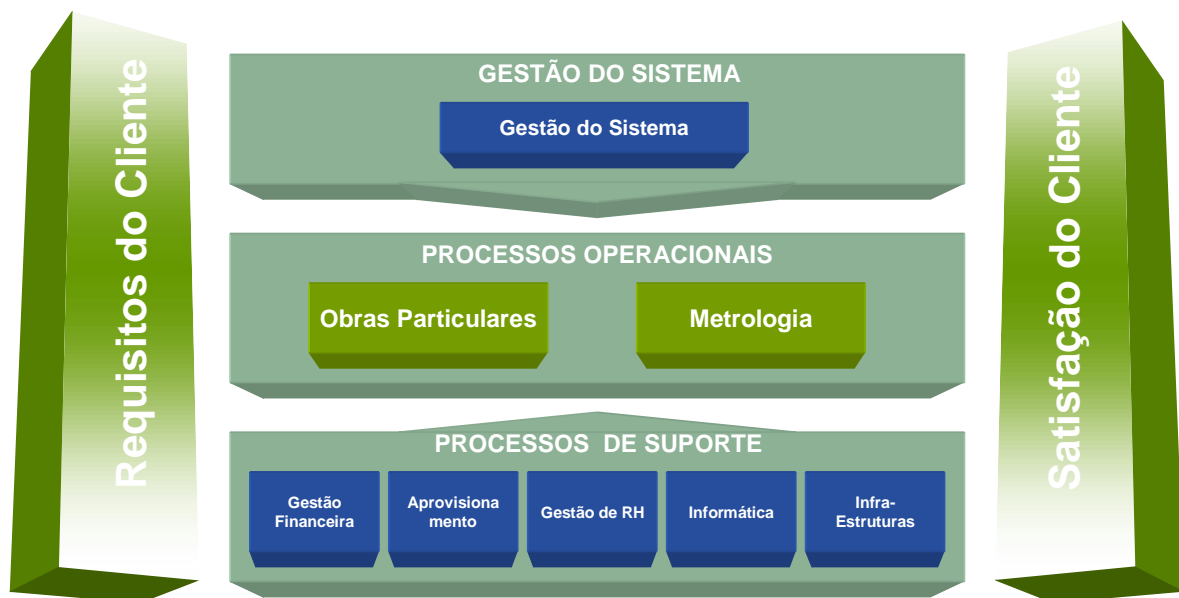 Requisitos do Cliente
GESTÃO DO SISTEMA
Gestão do Sistema
PROCESSOS OPERACIONAIS
Obras Particulares
Metrologia
PROCESSOS DE SUPORTE
Gestão
Financeira
Aprovisiona
mento
Gestão de RH
Informática
Infra-
Estruturas
Satisfação do Cliente